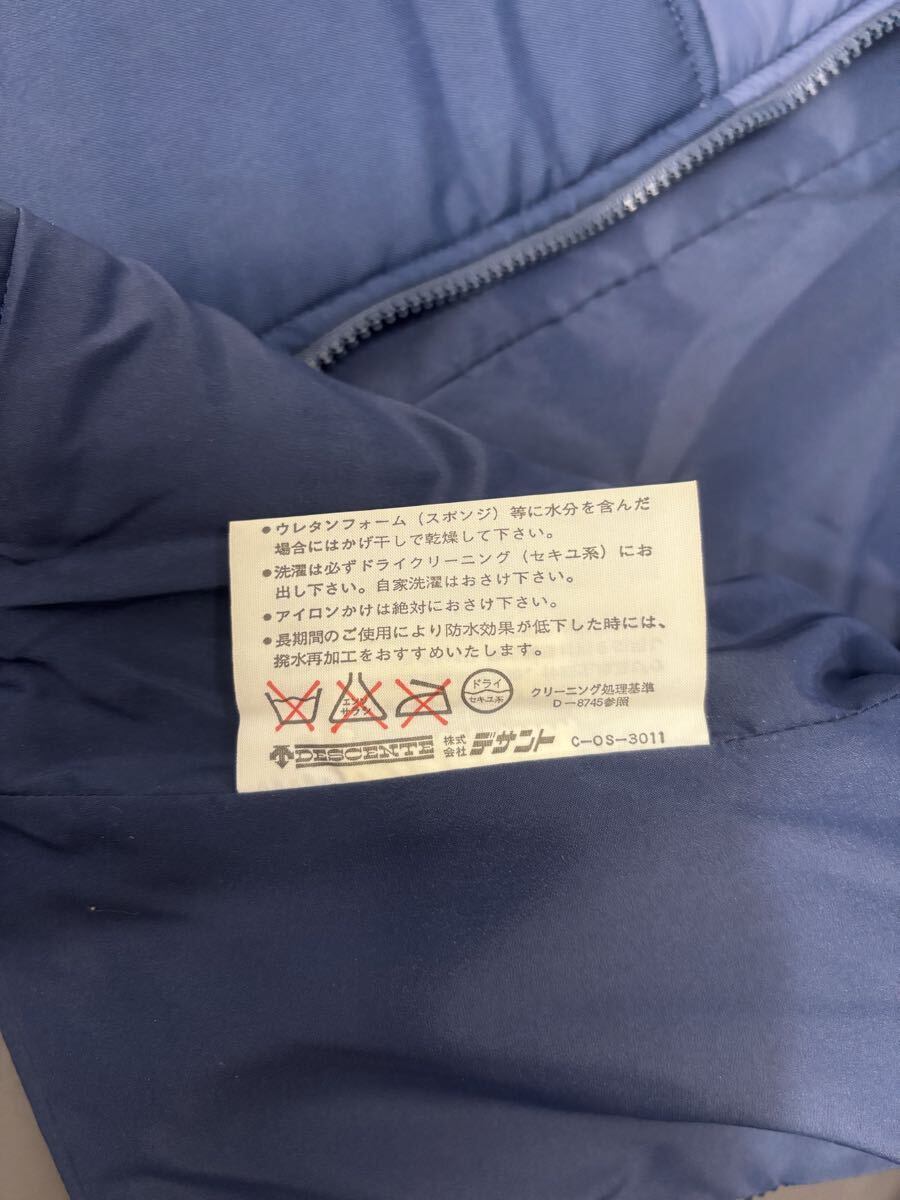 ●ウレタンフォーム（スポンジ）等に水分を含んだ
場合にはかげ干しで乾燥して下さい。
●洗濯は必ずドライクリーニング（セキユ系）にお
出し下さい。自家洗濯はおさけ下さい。
●アイロンかけは絶対におさけ下さい。
●長期間のご使用により防水効果が低下した時には、
撥水再加工をおすすめいたします。
エンソ
サラシ
ドライ
セキユ系
クリーニング処理基準
D-8745参照
DESCENTE 株式会社 デサント C-OS-3011